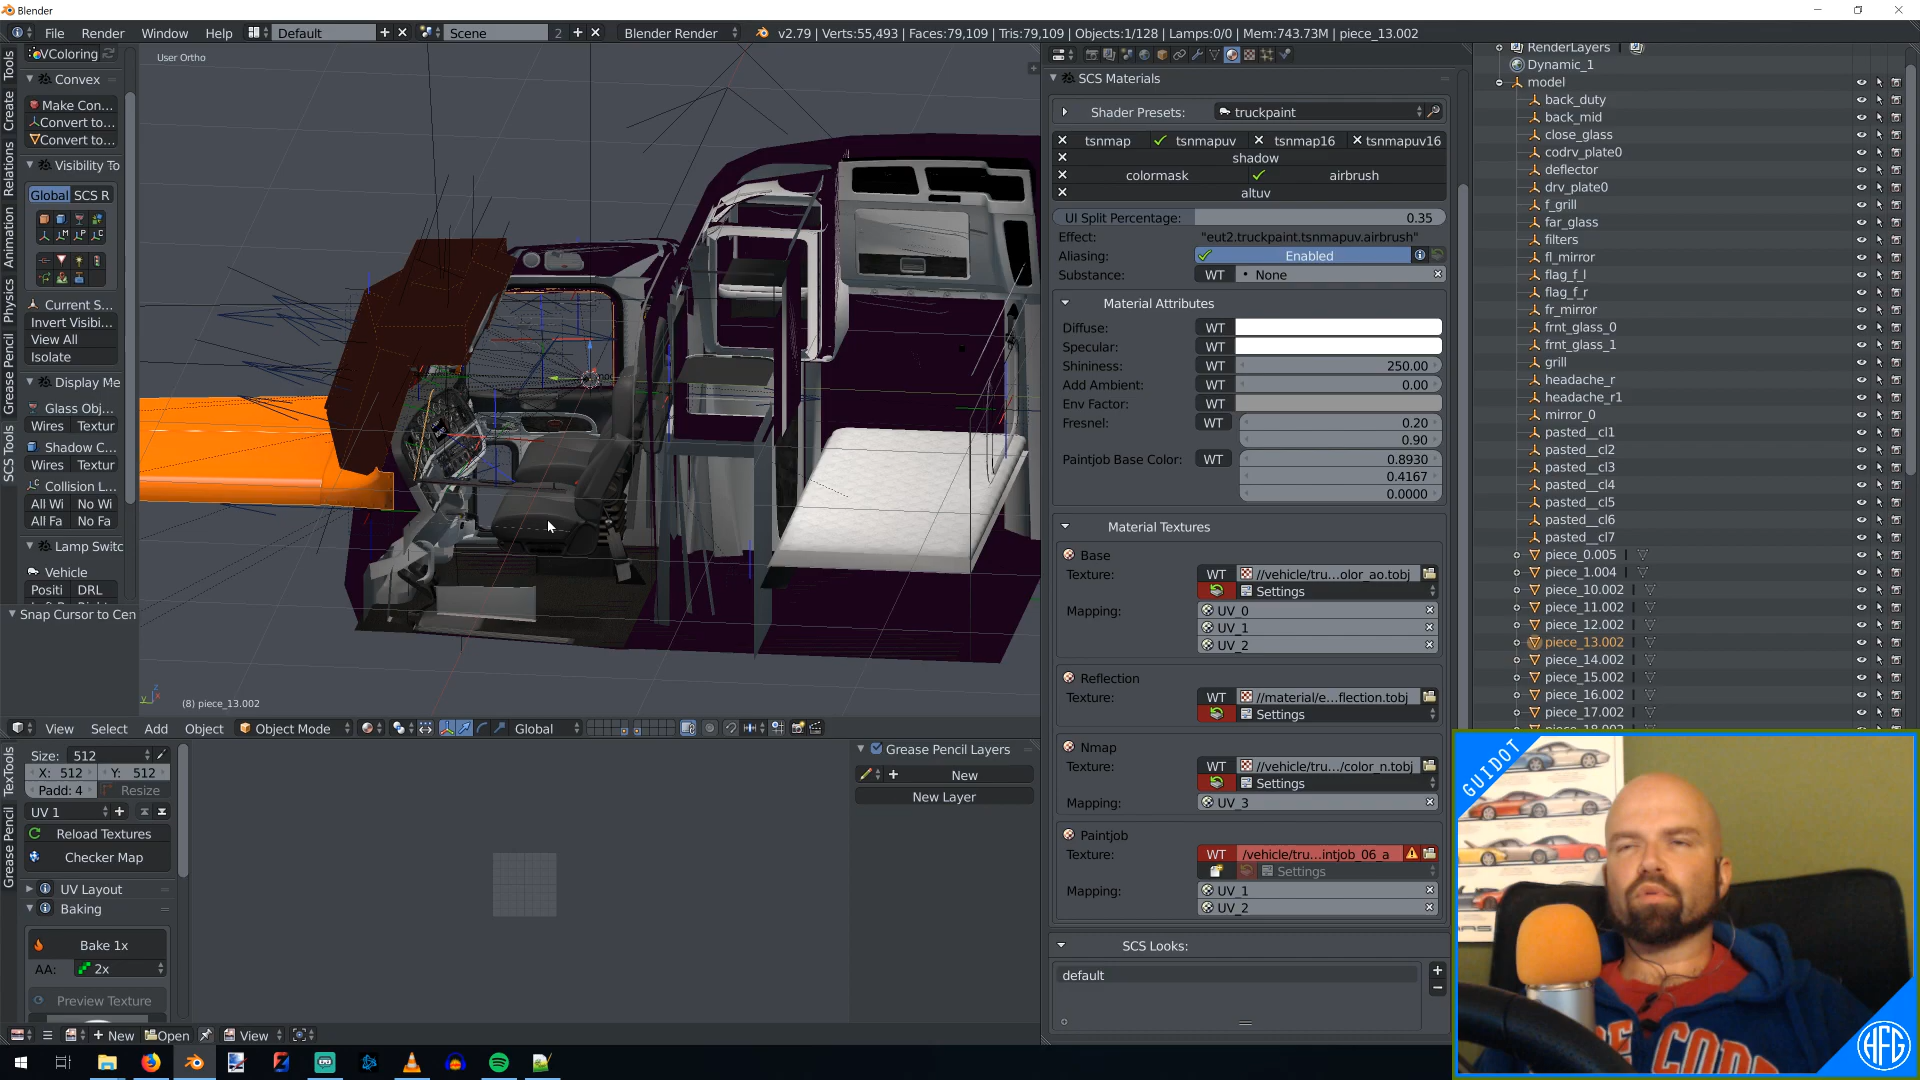 Blender
File Render Window Help Default Scene 2 Blender Render v2.79 | Verts:55,493 | Faces:79,109 | Tris:79,109 | Objects:1/128 | Lamps:0/0 | Mem:743.73M | piece_13.002
Tools
Create
Relations
Animation
Physics
Grease Pencil
SCS Tools
VColoring
Convex
Make Con...
Convert to...
Convert to...
Visibility To
Global SCS R
Current S...
Invert Visibi...
View All
Isolate
Display Me
Glass Obj...
Wires Textur
Shadow C...
Wires Textur
Collision L...
All Wi No Wi
All Fa No Fa
Lamp Switc
Vehicle
Positi DRL
Snap Cursor to Cen
User Ortho
(8) piece_13.002
View Select Add Object Object Mode Global
TexTools
Grease Pencil
Size: 512
X: 512 Y: 512
Padd: 4 Resize
UV 1
Reload Textures
Checker Map
UV Layout
Baking
Bake 1x
AA: 2x
Preview Texture
Grease Pencil Layers
New
New Layer
New Open View
SCS Materials
Shader Presets: truckpaint
tsnmap tsnmapuv tsnmap16 tsnmapuv16
shadow
colormask airbrush
altuv
UI Split Percentage: 0.35
Effect: "eut2.truckpaint.tsnmapuv.airbrush"
Aliasing: Enabled
Substance: WT None
Material Attributes
Diffuse: WT
Specular: WT
Shininess: WT 250.00
Add Ambient: WT 0.00
Env Factor: WT
Fresnel: WT 0.20
0.90
Paintjob Base Color: WT 0.8930
0.4167
0.0000
Material Textures
Base
Texture: WT //vehicle/tru...olor_ao.tobj
Settings
Mapping: UV_0
UV_1
UV_2
Reflection
Texture: WT //material/e...flection.tobj
Settings
Nmap
Texture: WT //vehicle/tru.../color_n.tobj
Settings
Mapping: UV_3
Paintjob
Texture: WT /vehicle/tru...intjob_06_a
Settings
Mapping: UV_1
UV_2
SCS Looks:
default
RenderLayers
Dynamic_1
model
back_duty
back_mid
close_glass
codrv_plate0
deflector
drv_plate0
f_grill
far_glass
filters
fl_mirror
flag_f_l
flag_f_r
fr_mirror
frnt_glass_0
frnt_glass_1
grill
headache_r
headache_r1
mirror_0
pasted__cl1
pasted__cl2
pasted__cl3
pasted__cl4
pasted__cl5
pasted__cl6
pasted__cl7
piece_0.005
piece_1.004
piece_10.002
piece_11.002
piece_12.002
piece_13.002
piece_14.002
piece_15.002
piece_16.002
piece_17.002
GUIDOT
HFG